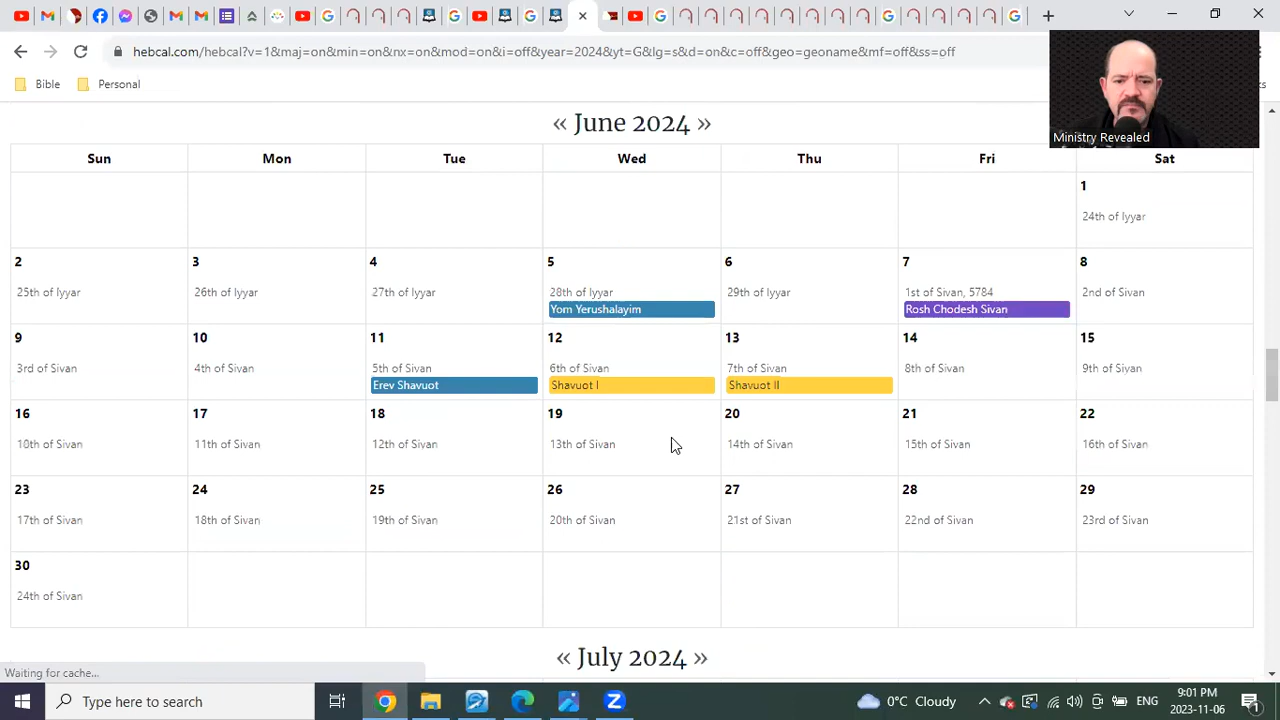 hebcal.com/hebcal?v=1&maj=on&min=on&nx=on&mod=on&i=off&year=2024&yt=G&lg=s&d=on&c=off&geo=geoname&mf=off&ss=off
Bible Personal
Ministry Revealed
« June 2024 »
Sun Mon Tue Wed Thu Fri Sat
1
24th of Iyyar
2 3 4 5 6 7 8
25th of Iyyar 26th of Iyyar 27th of Iyyar 28th of Iyyar 29th of Iyyar 1st of Sivan, 5784 2nd of Sivan
Yom Yerushalayim Rosh Chodesh Sivan
9 10 11 12 13 14 15
3rd of Sivan 4th of Sivan 5th of Sivan 6th of Sivan 7th of Sivan 8th of Sivan 9th of Sivan
Erev Shavuot Shavuot I Shavuot II
16 17 18 19 20 21 22
10th of Sivan 11th of Sivan 12th of Sivan 13th of Sivan 14th of Sivan 15th of Sivan 16th of Sivan
23 24 25 26 27 28 29
17th of Sivan 18th of Sivan 19th of Sivan 20th of Sivan 21st of Sivan 22nd of Sivan 23rd of Sivan
30
24th of Sivan
« July 2024 »
Waiting for cache...
Type here to search
0°C Cloudy
ENG
9:01 PM
2023-11-06